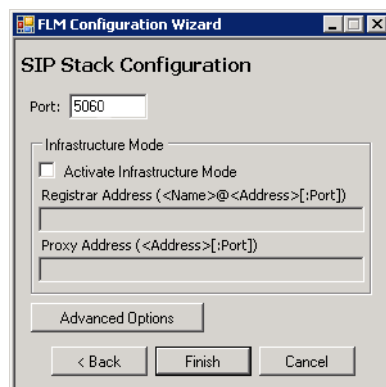 FLM Configuration Wizard
SIP Stack Configuration
Port: 5060
Infrastructure Mode
Activate Infrastructure Mode
Registrar Address (<Name>@<Address>[:Port])
Proxy Address (<Address>[:Port])
Advanced Options
< Back Finish Cancel